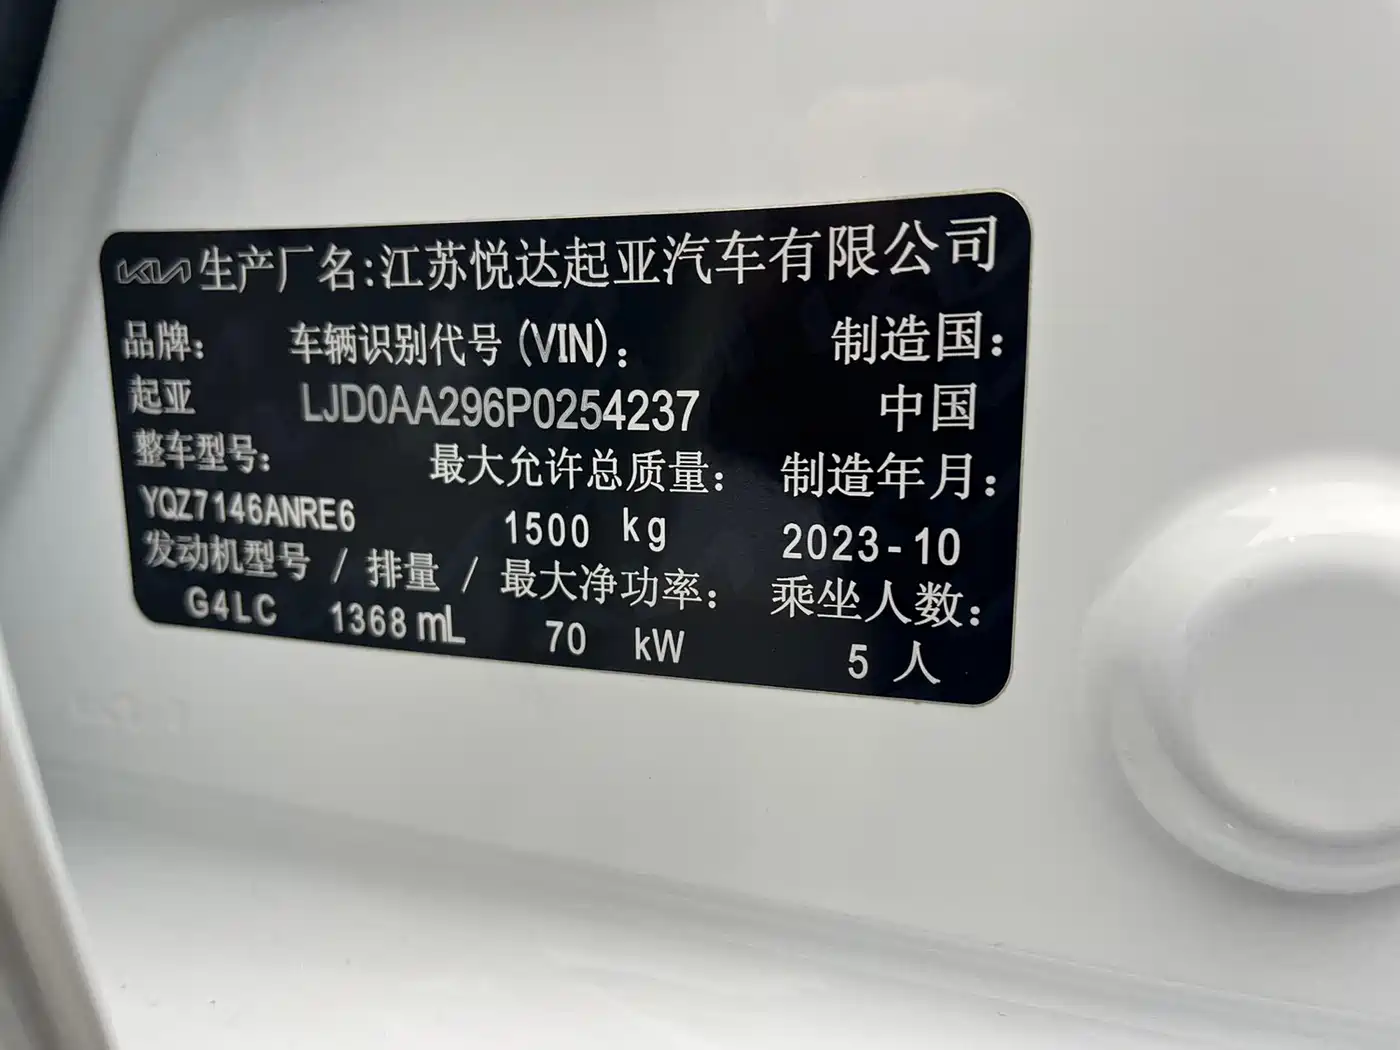 KIA 生产厂名:江苏悦达起亚汽车有限公司
品牌: 车辆识别代号(VIN): 制造国:
起亚 LJD0AA296P0254237 中国
整车型号: 最大允许总质量: 制造年月:
YQZ7146ANRE6 1500 kg 2023-10
发动机型号 / 排量 / 最大净功率: 乘坐人数:
G4LC 1368 mL 70 kW 5 人